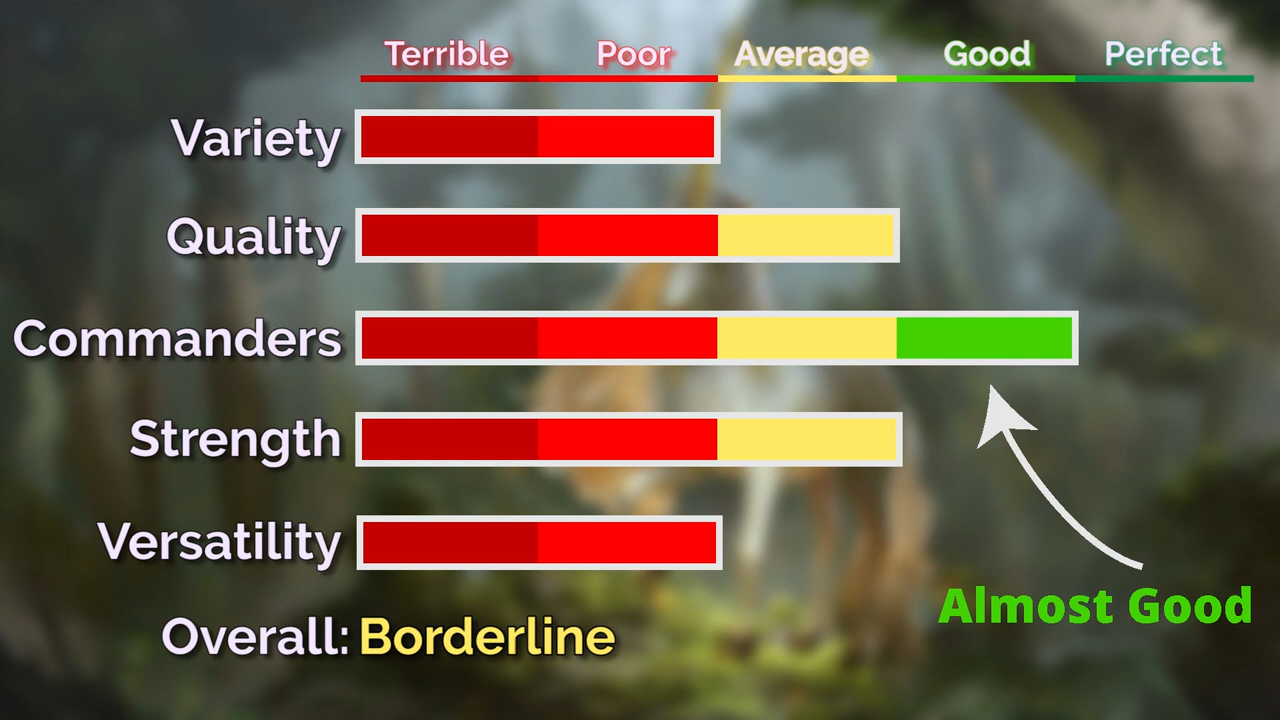 Terrible Poor Average Good Perfect
Variety
Quality
Commanders
Strength
Versatility
Almost Good
Overall: Borderline